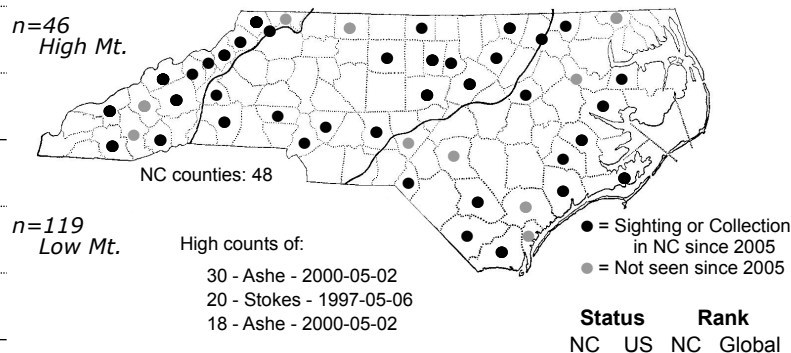 n=46
High Mt.
NC counties: 48
n=119
Low Mt.
High counts of:
30 - Ashe - 2000-05-02
20 - Stokes - 1997-05-06
18 - Ashe - 2000-05-02
= Sighting or Collection
in NC since 2005
= Not seen since 2005
Status Rank
NC US NC Global